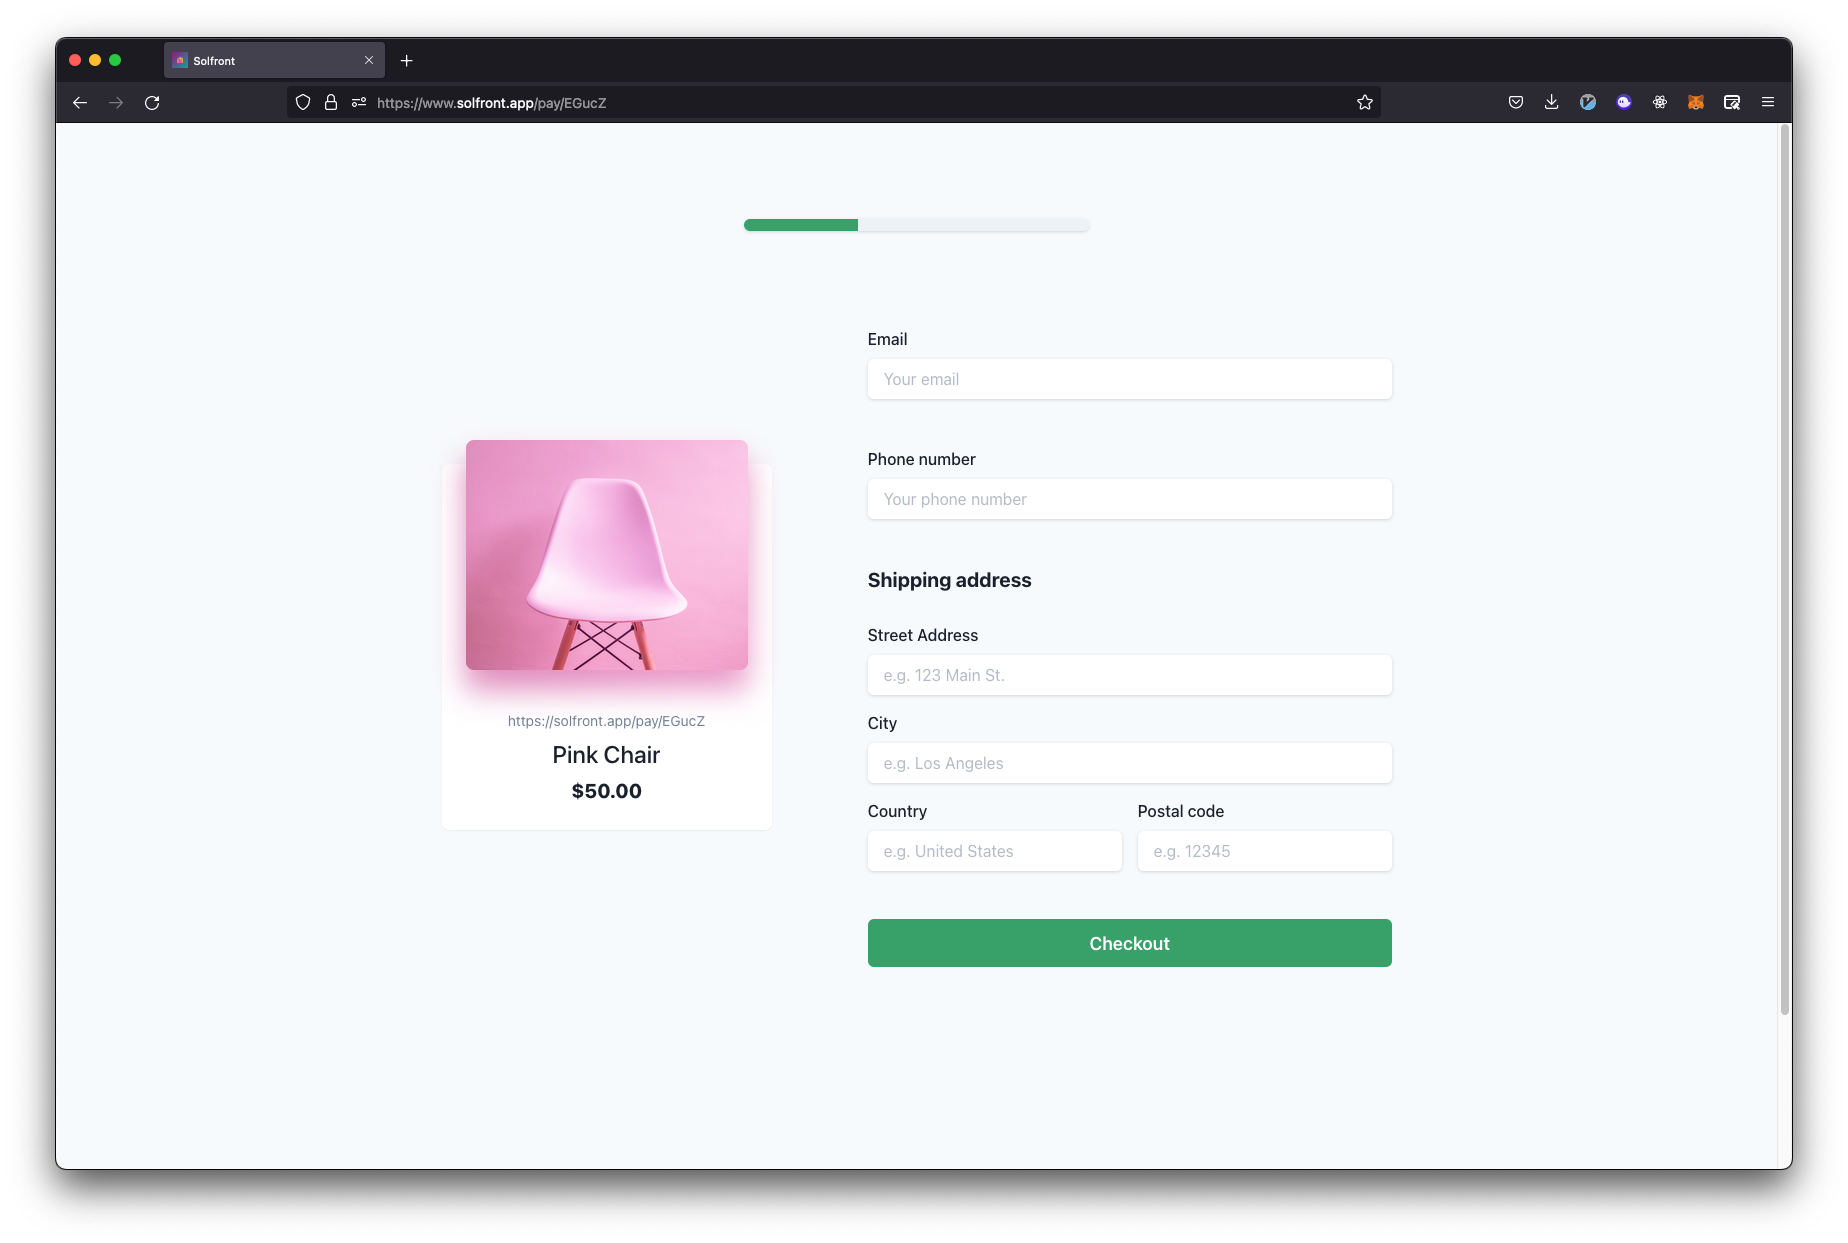 Solfront
https://www.solfront.app/pay/EGucZ
Email
Your email
Phone number
Your phone number
Shipping address
Street Address
e.g. 123 Main St.
City
e.g. Los Angeles
Country
Postal code
e.g. United States
e.g. 12345
Checkout
https://solfront.app/pay/EGucZ
Pink Chair
$50.00